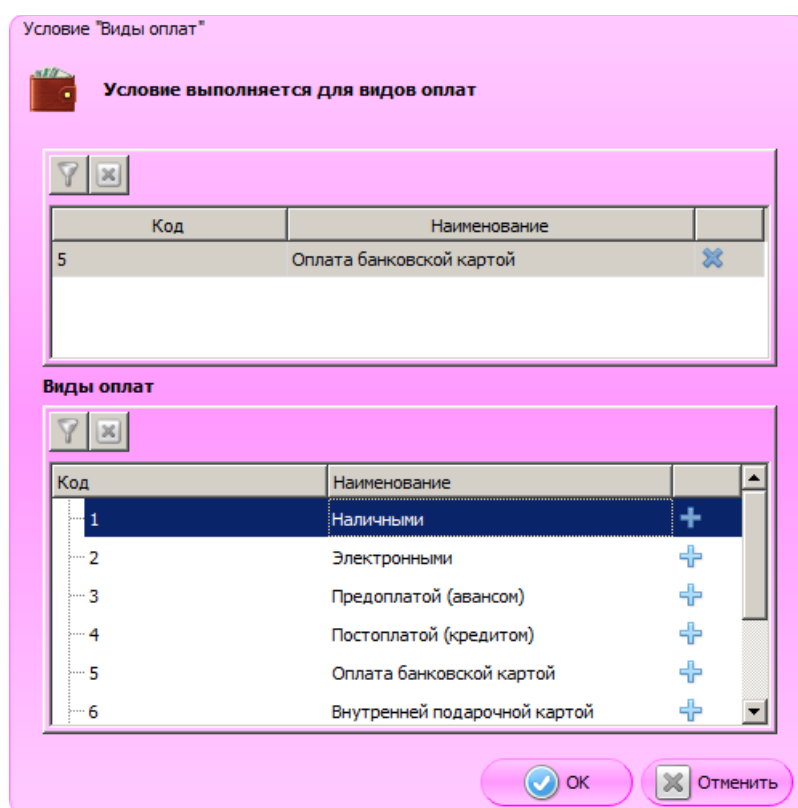 Условие "Виды оплат"
Условие выполняется для видов оплат
Код Наименование
5 Оплата банковской картой
Виды оплат
Код Наименование
1 Наличными
2 Электронными
3 Предоплатой (авансом)
4 Постоплатой (кредитом)
5 Оплата банковской картой
6 Внутренней подарочной картой
ОК Отменить